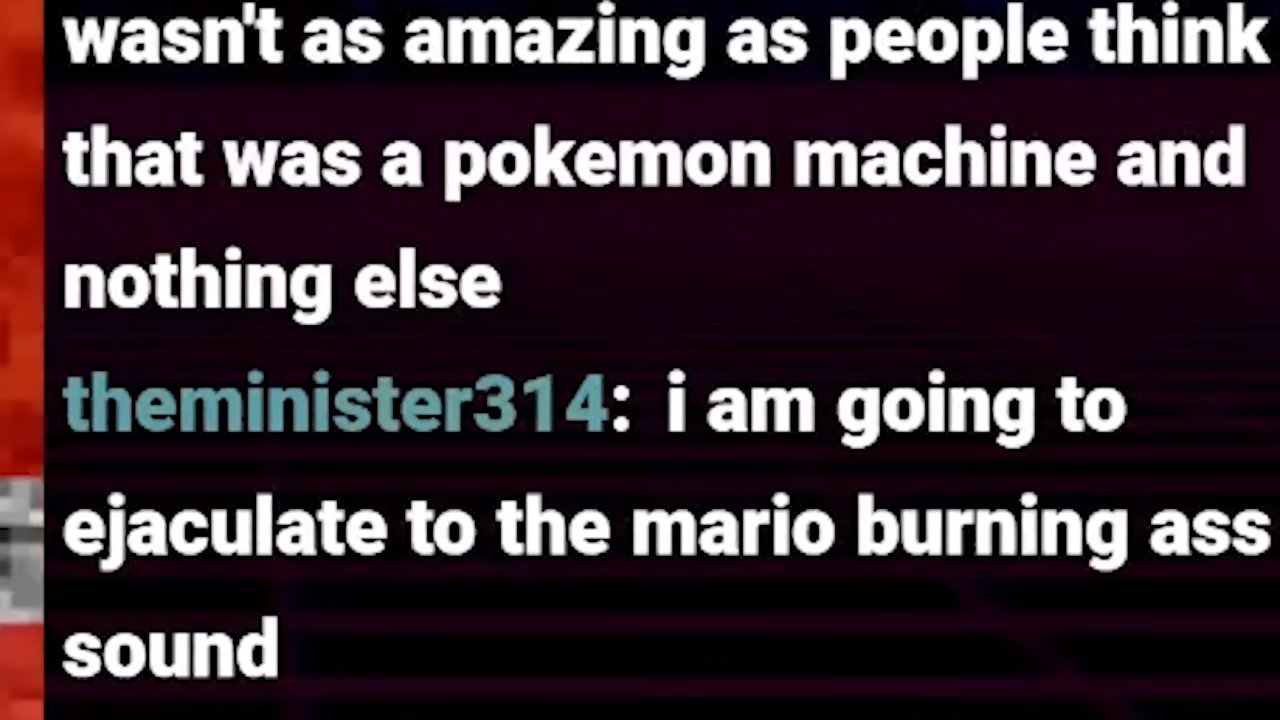 wasn't as amazing as people think
that was a pokemon machine and
nothing else
theminister314: i am going to
ejaculate to the mario burning ass
sound